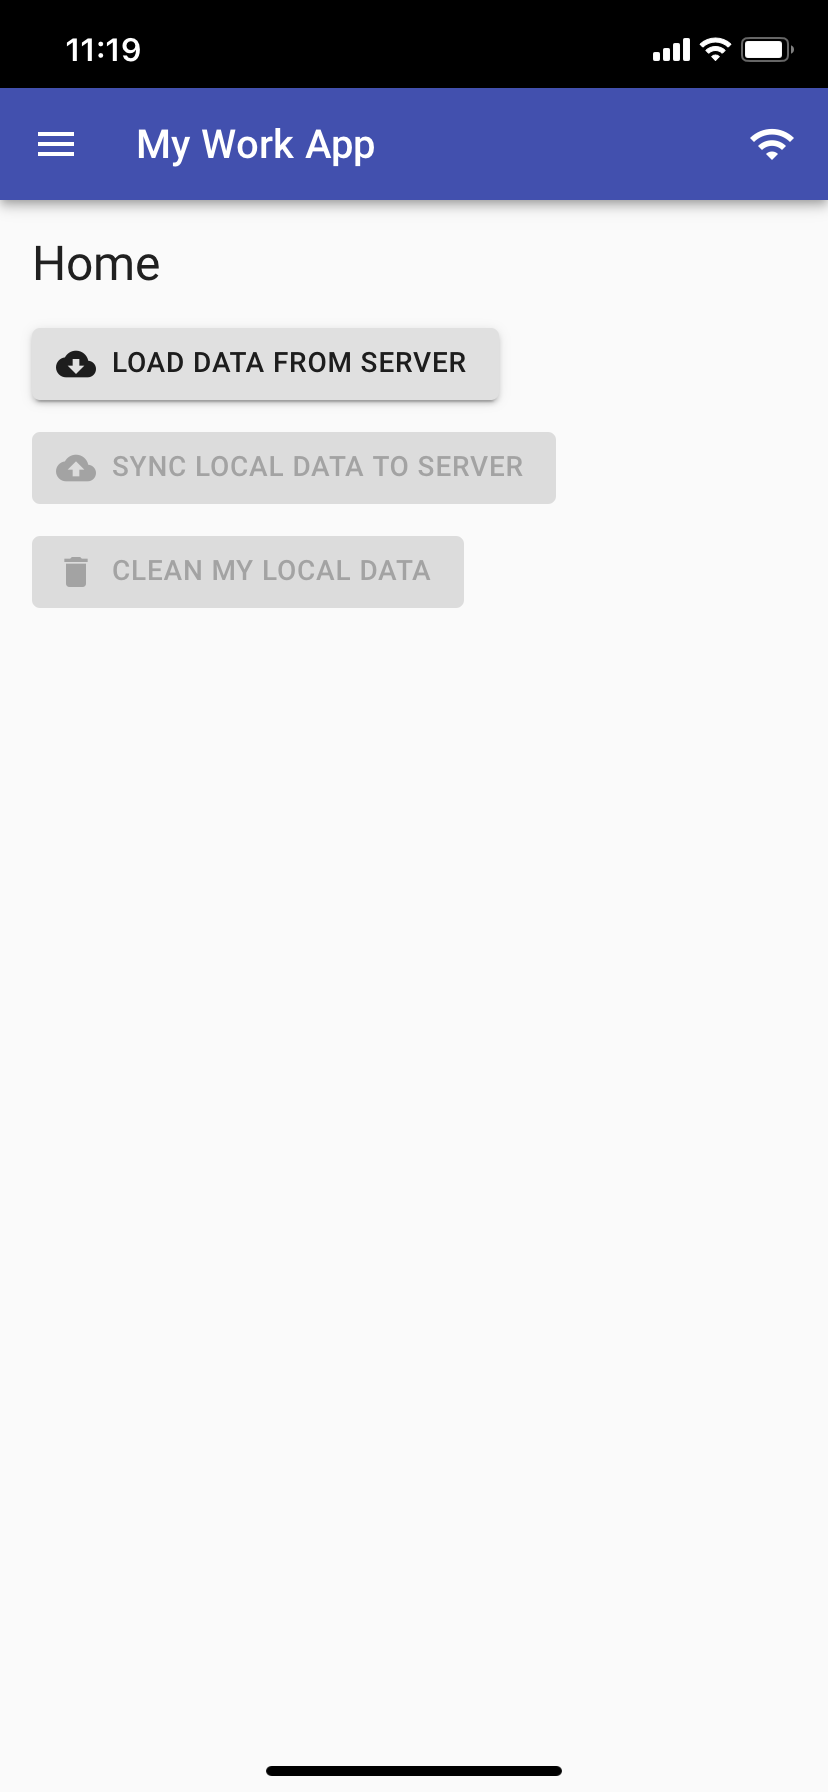 11:19
My Work App
Home
LOAD DATA FROM SERVER
SYNC LOCAL DATA TO SERVER
CLEAN MY LOCAL DATA